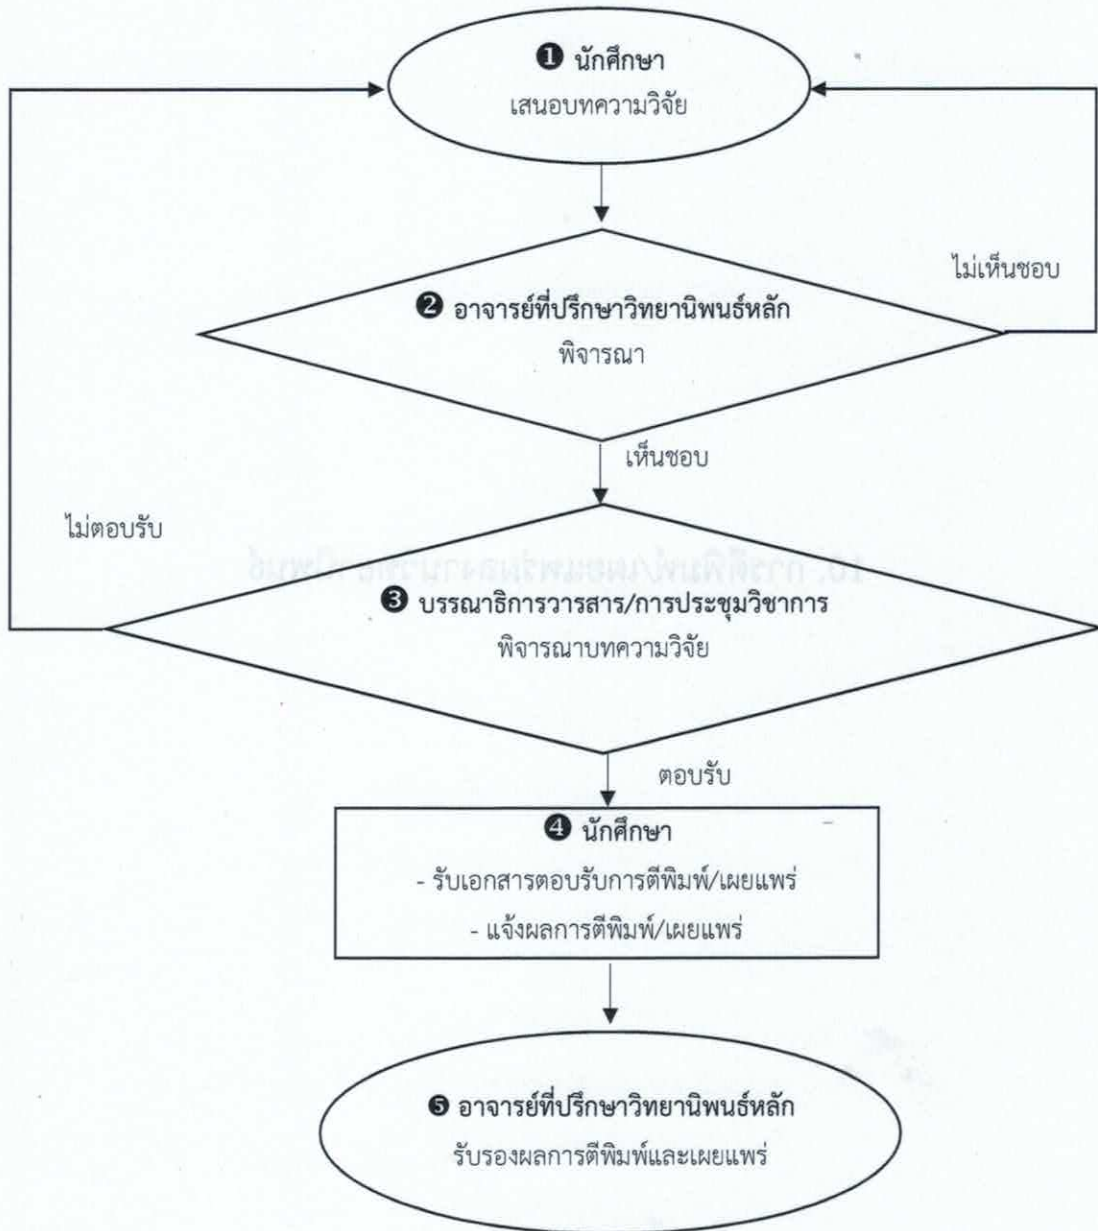 ❶ นักศึกษา
เสนอบทความวิจัย
❷ อาจารย์ที่ปรึกษาวิทยานิพนธ์หลัก
พิจารณา
ไม่เห็นชอบ
เห็นชอบ
ไม่ตอบรับ
❸ บรรณาธิการวารสาร/การประชุมวิชาการ
พิจารณาบทความวิจัย
ตอบรับ
❹ นักศึกษา
- รับเอกสารตอบรับการตีพิมพ์/เผยแพร่
- แจ้งผลการตีพิมพ์/เผยแพร่
❺ อาจารย์ที่ปรึกษาวิทยานิพนธ์หลัก
รับรองผลการตีพิมพ์และเผยแพร่